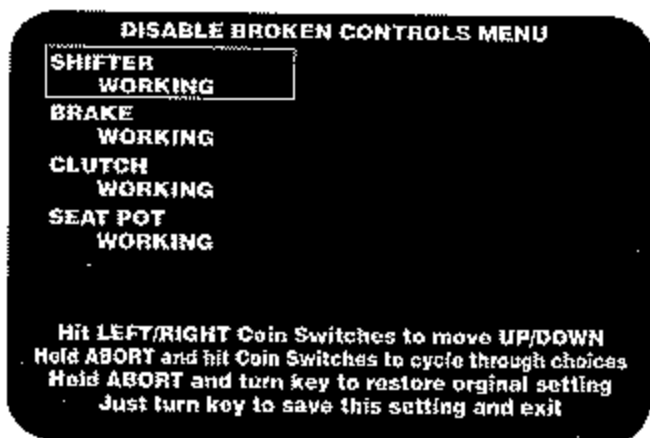 DISABLE BROKEN CONTROLS MENU
SHIFTER
WORKING
BRAKE
WORKING
CLUTCH
WORKING
SEAT POT
WORKING
Hit LEFT/RIGHT Coin Switches to move UP/DOWN
Hold ABORT and hit Coin Switches to cycle through choices
Hold ABORT and turn key to restore orginal setting
Just turn key to save this setting and exit